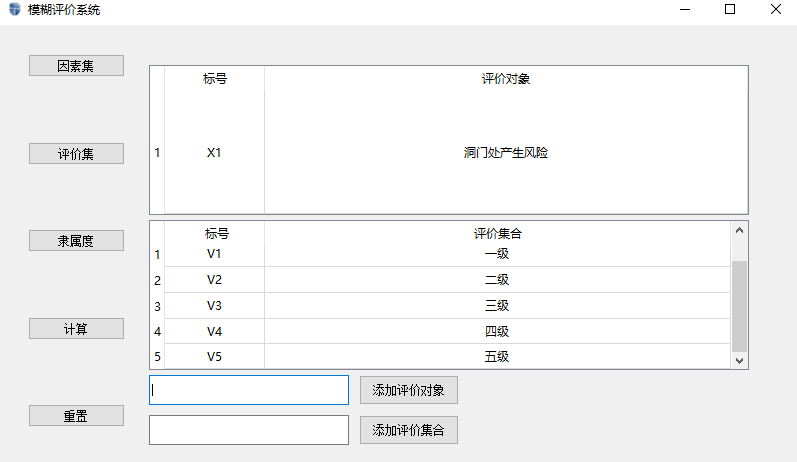 模糊评价系统
因素集
评价集
隶属度
计算
重置
标号 评价对象
1 X1 洞门处产生风险
标号 评价集合
1 V1 一级
2 V2 二级
3 V3 三级
4 V4 四级
5 V5 五级
添加评价对象
添加评价集合